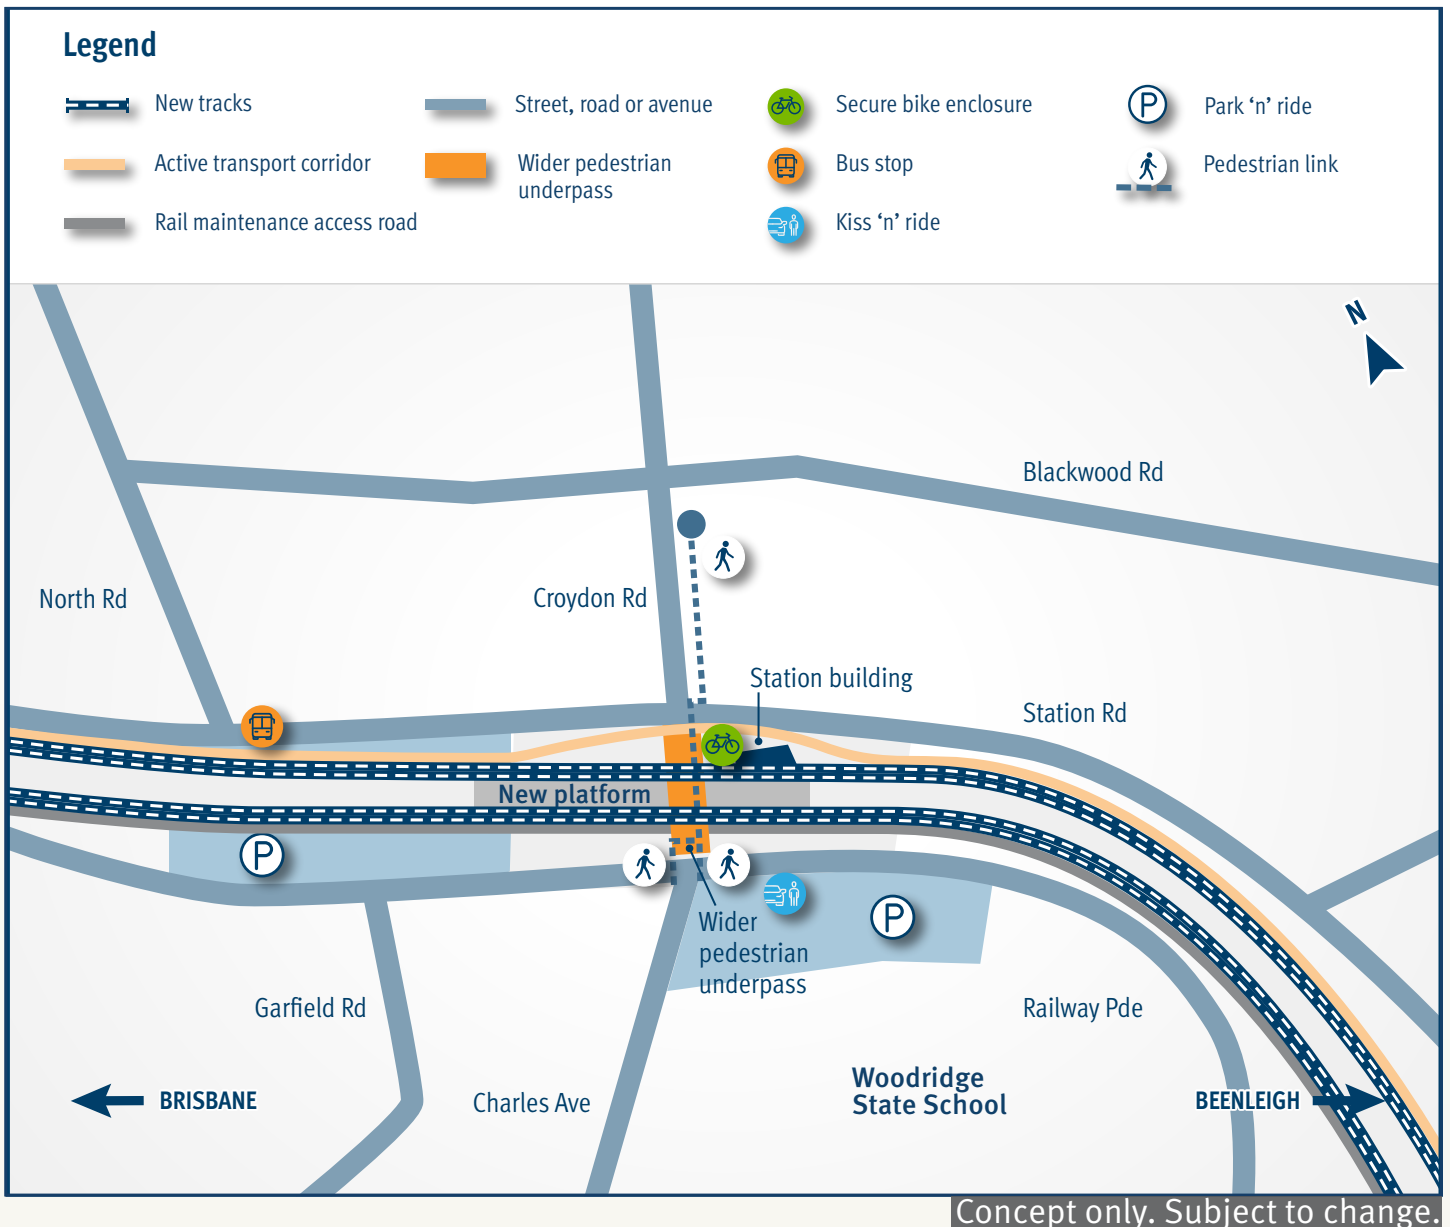 Legend
New tracks
Street, road or avenue
Secure bike enclosure
P
Park ‘n’ ride
Active transport corridor
Wider pedestrian
underpass
Bus stop
Pedestrian link
Rail maintenance access road
Kiss ‘n’ ride
N
Blackwood Rd
North Rd
Croydon Rd
Station building
Station Rd
New platform
P
P
Wider
pedestrian
underpass
Garfield Rd
Railway Pde
Woodridge
State School
BRISBANE
Charles Ave
BEENLEIGH
Concept only. Subject to change.